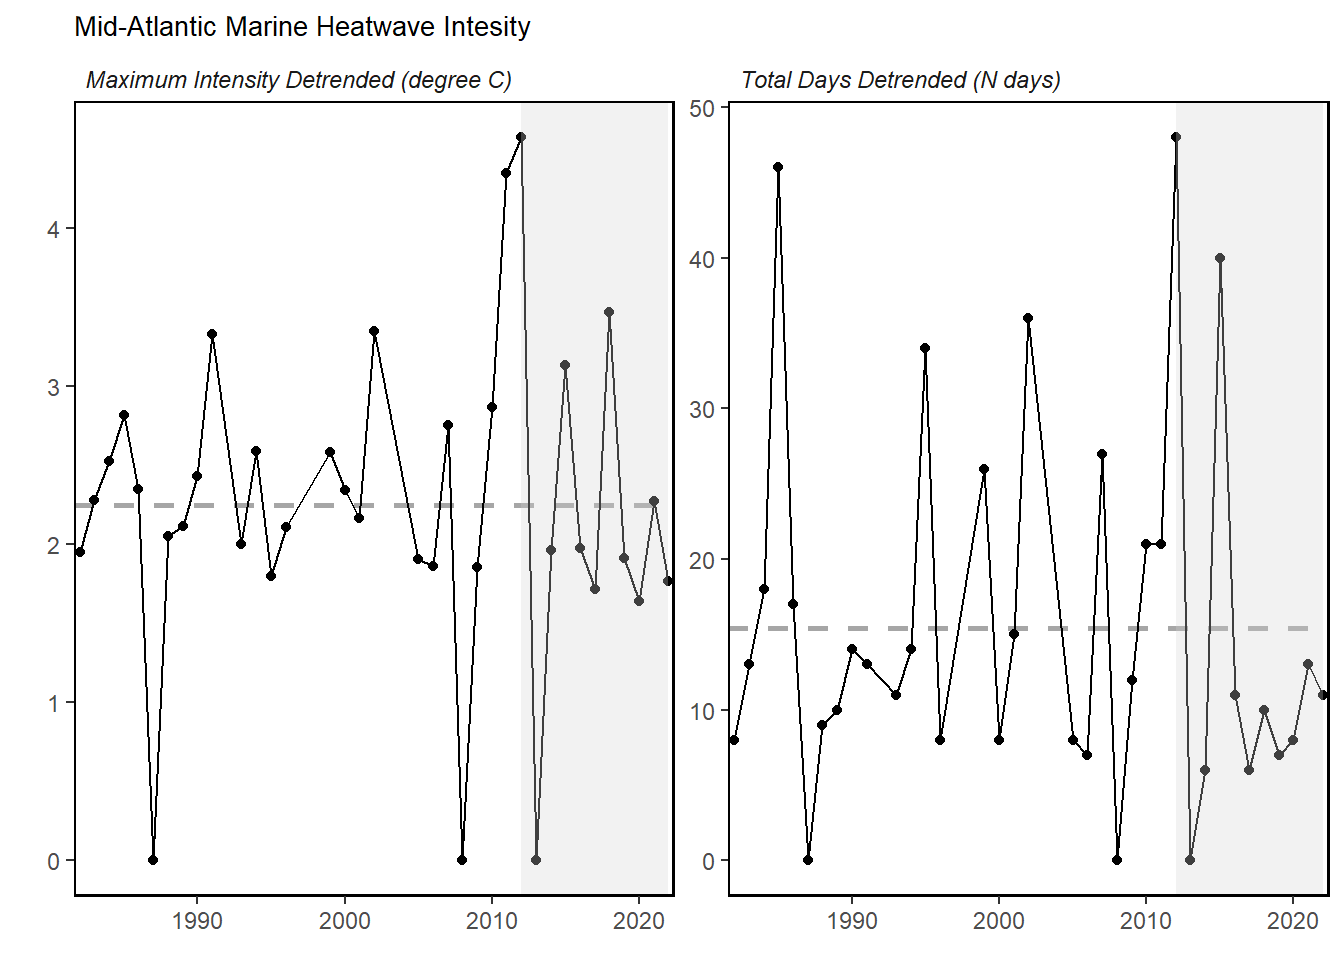 Mid-Atlantic Marine Heatwave Intesity
Maximum Intensity Detrended (degree C)
4
3
2
1
0
1990 2000 2010 2020
Total Days Detrended (N days)
50
40
30
20
10
0
1990 2000 2010 2020